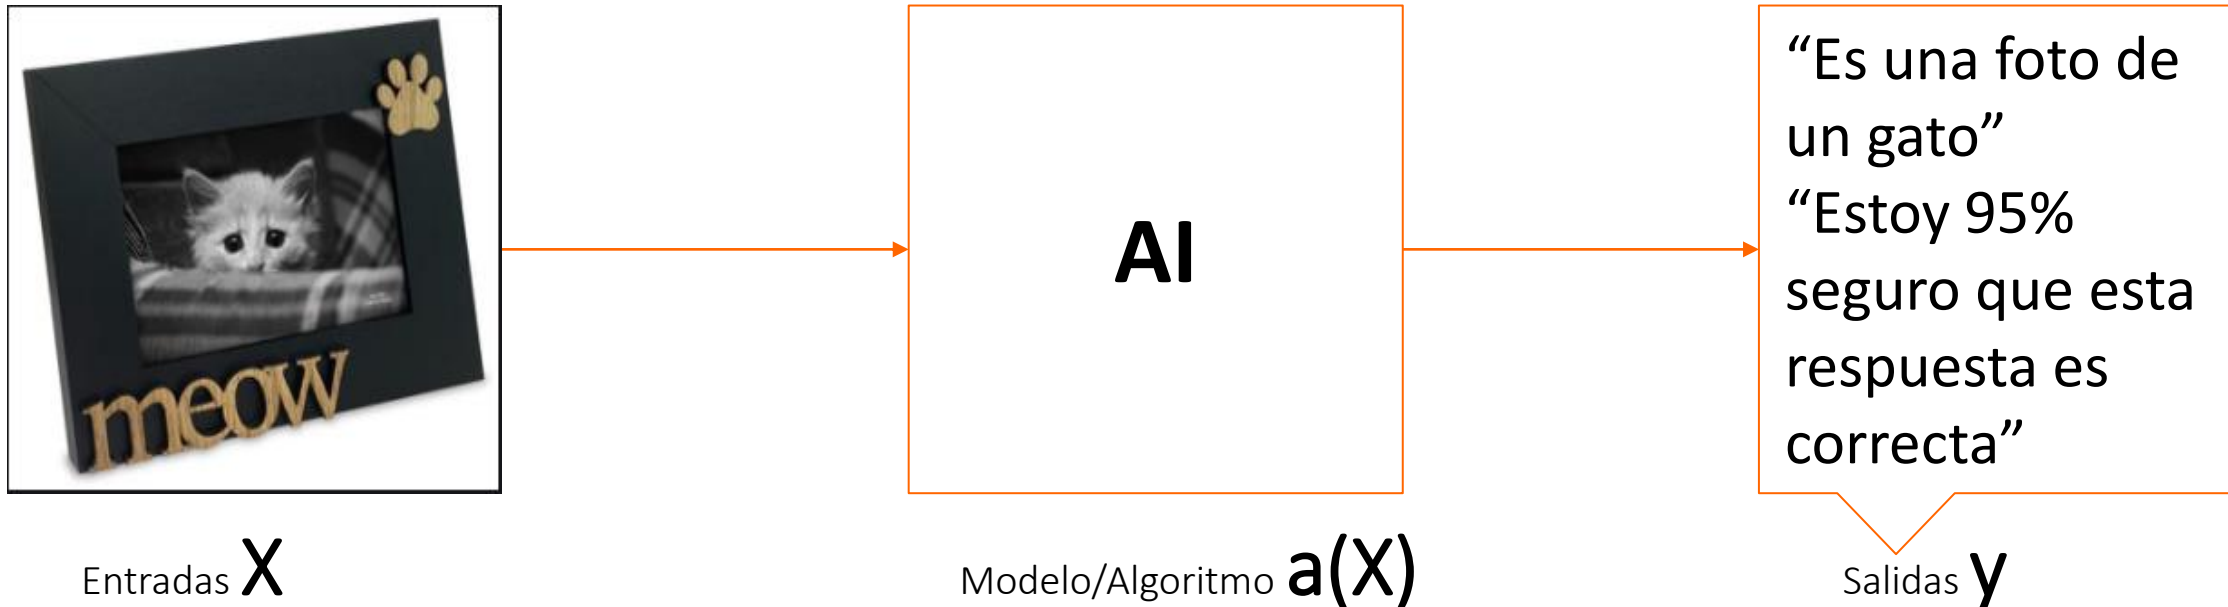 meow
AI
“Es una foto de
un gato”
“Estoy 95%
seguro que esta
respuesta es
correcta”
Entradas X
Modelo/Algoritmo a(X)
Salidas y